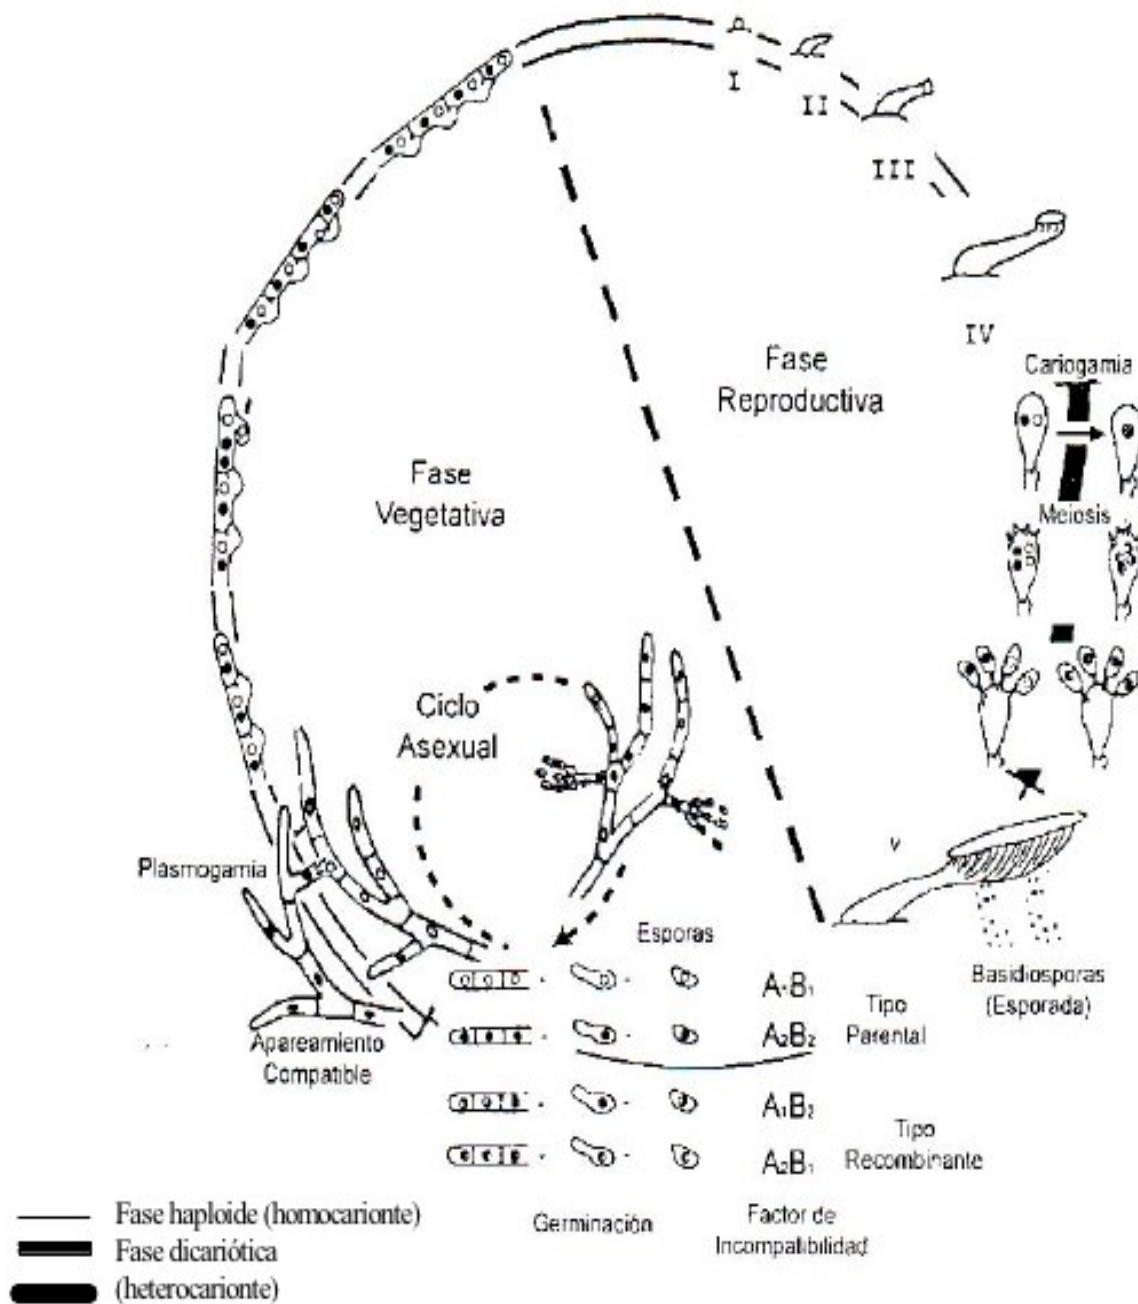 I
II
III
IV
Fase
Reproductiva
Cariogamia
Fase
Vegetativa
Meiosis
Ciclo
Asexual
Plasmogamia
V
Esporas
Basidiosporas
(Esporada)
A₁B₁
Tipo
Parental
A₂B₂
Apareamiento
Compatible
A₁B₂
Tipo
Recombinante
A₂B₁
Germinación
Factor de
Incompatibilidad
Fase haploide (homocarionte)
Fase dicariótica
(heterocarionte)